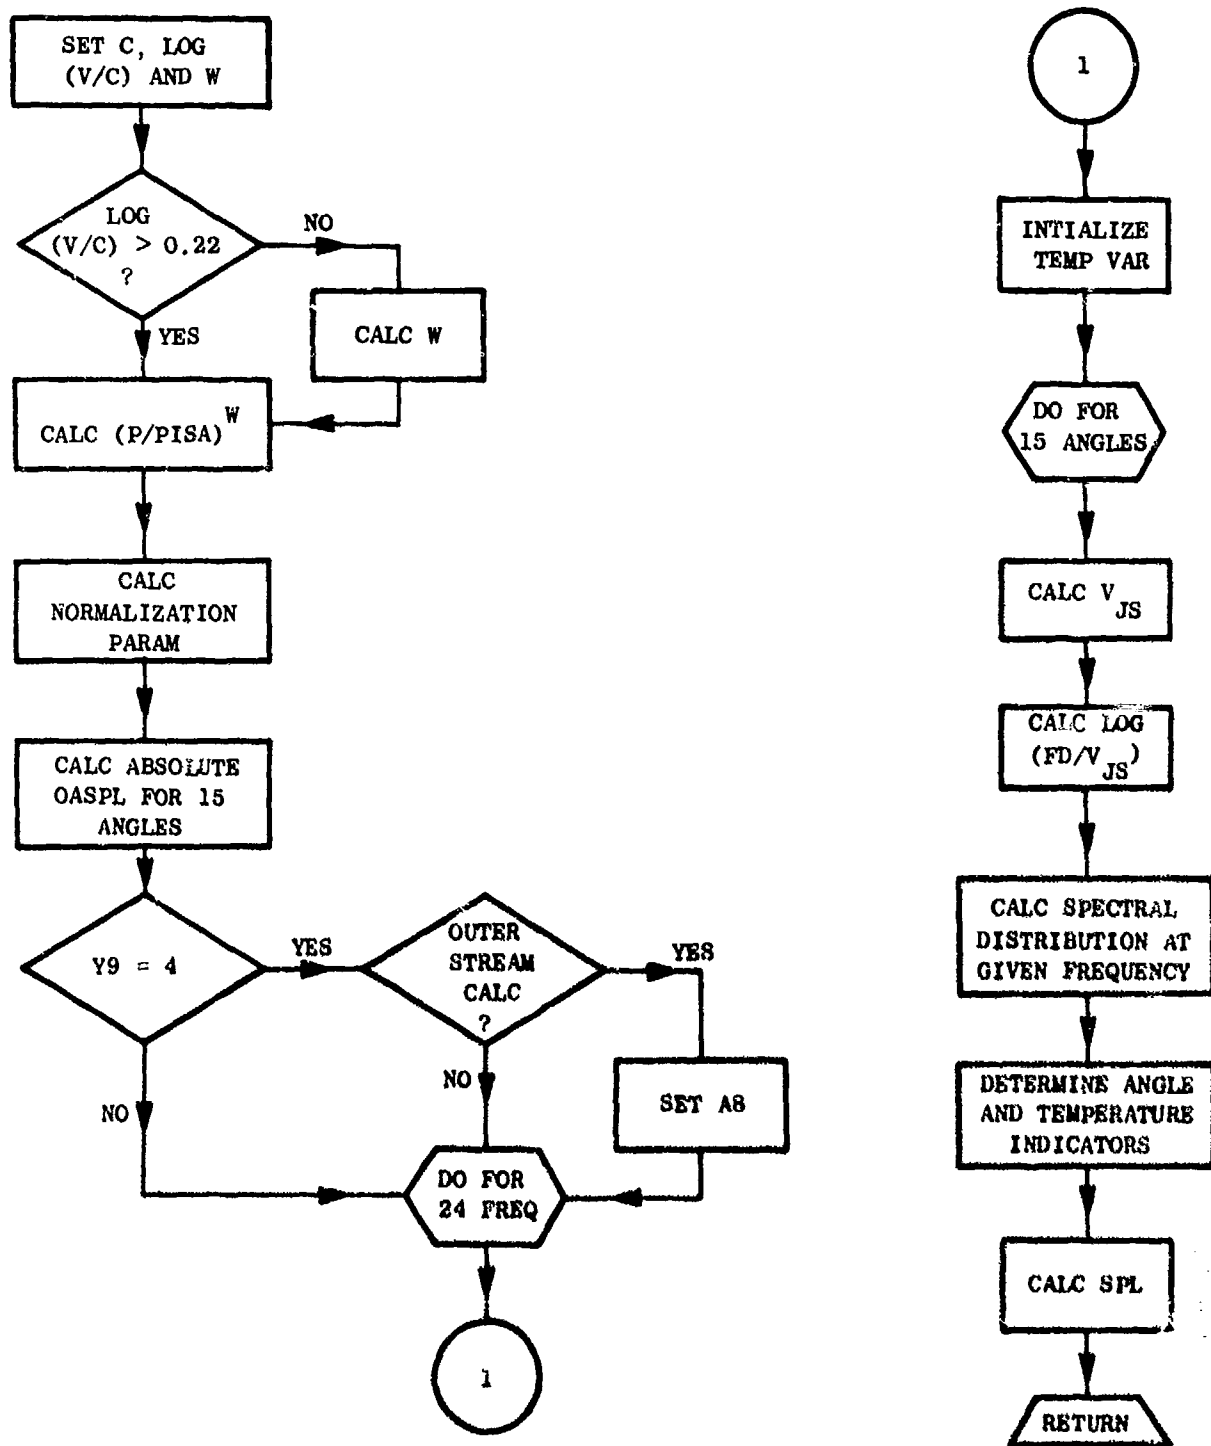 SET C, LOG
(V/C) AND W
LOG
(V/C) > 0.22
?
NO
YES
CALC W
CALC (P/PISA)^W
CALC
NORMALIZATION
PARAM
CALC ABSOLUTE
OASPL FOR 15
ANGLES
Y9 = 4
YES
NO
OUTER
STREAM
CALC
?
YES
NO
SET A8
DO FOR
24 FREQ
1
1
INTIALIZE
TEMP VAR
DO FOR
15 ANGLES
CALC V_JS
CALC LOG
(FD/V_JS)
CALC SPECTRAL
DISTRIBUTION AT
GIVEN FREQUENCY
DETERMINE ANGLE
AND TEMPERATURE
INDICATORS
CALC SPL
RETURN